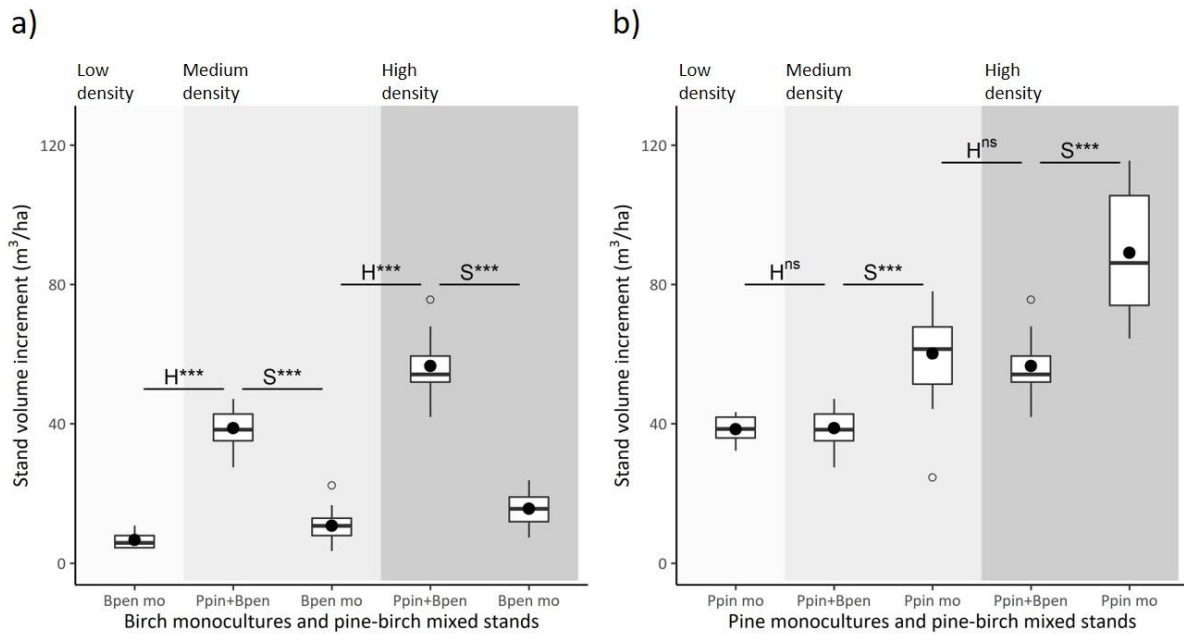 a)
Low
density
Medium
density
High
density
120
80
40
0
H***
S***
H***
S***
Stand volume increment (m³/ha)
Bpen mo
Ppin+Bpen
Bpen mo
Ppin+Bpen
Bpen mo
Birch monocultures and pine-birch mixed stands
b)
Low
density
Medium
density
High
density
120
80
40
0
Hⁿˢ
S***
Hⁿˢ
S***
Stand volume increment (m³/ha)
Ppin mo
Ppin+Bpen
Ppin mo
Ppin+Bpen
Ppin mo
Pine monocultures and pine-birch mixed stands